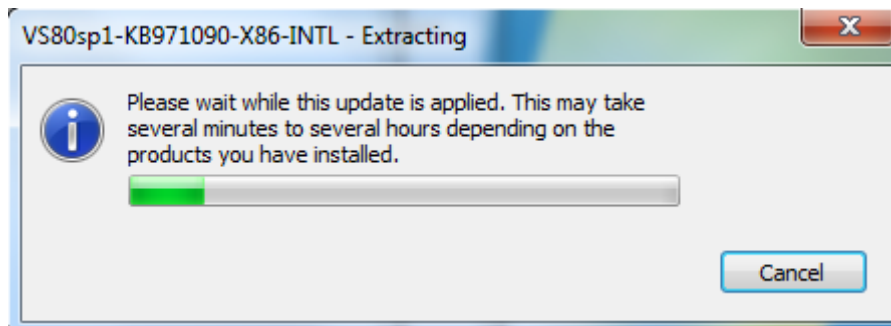 VS80sp1-KB971090-X86-INTL - Extracting
Please wait while this update is applied. This may take
several minutes to several hours depending on the
products you have installed.
Cancel